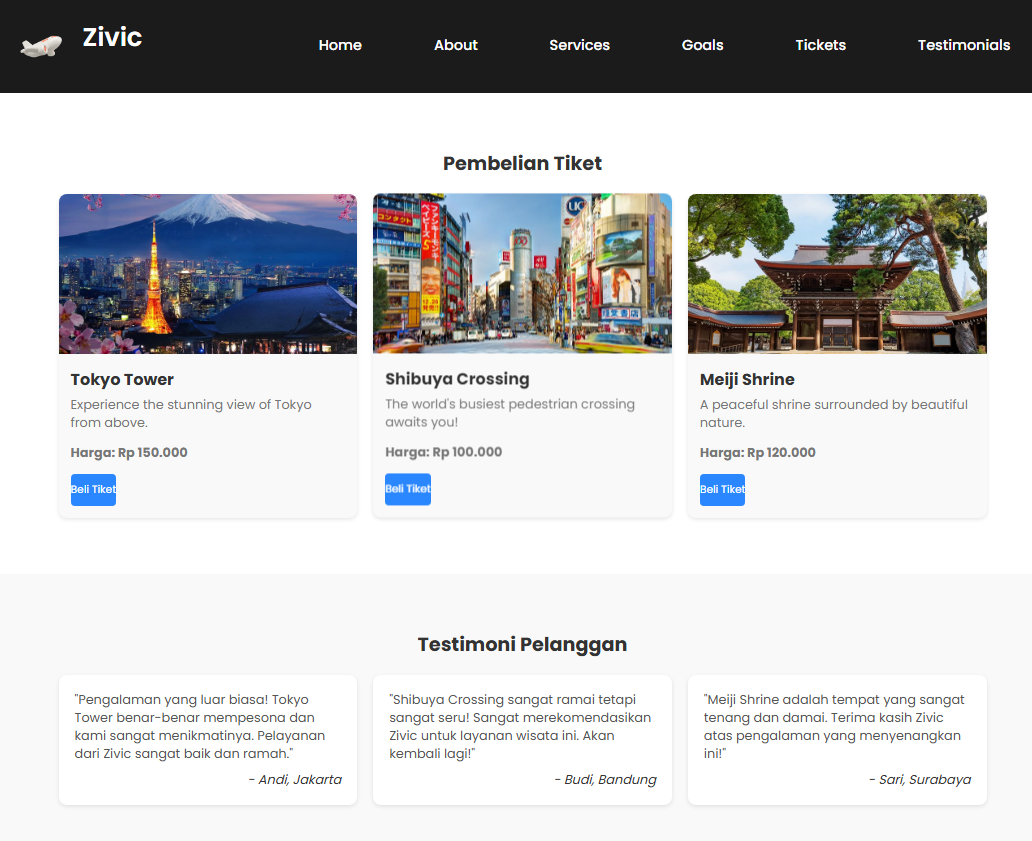 Zivic
Home
About
Services
Goals
Tickets
Testimonials
Pembelian Tiket
Tokyo Tower
Experience the stunning view of Tokyo
from above.
Harga: Rp 150.000
Beli Tiket
Shibuya Crossing
The world's busiest pedestrian crossing
awaits you!
Harga: Rp 100.000
Beli Tiket
Meiji Shrine
A peaceful shrine surrounded by beautiful
nature.
Harga: Rp 120.000
Beli Tiket
Testimoni Pelanggan
"Pengalaman yang luar biasa! Tokyo
Tower benar-benar mempesona dan
kami sangat menikmatinya. Pelayanan
dari Zivic sangat baik dan ramah."
- Andi, Jakarta
"Shibuya Crossing sangat ramai tetapi
sangat seru! Sangat merekomendasikan
Zivic untuk layanan wisata ini. Akan
kembali lagi!"
- Budi, Bandung
"Meiji Shrine adalah tempat yang sangat
tenang dan damai. Terima kasih Zivic
atas pengalaman yang menyenangkan
ini!"
- Sari, Surabaya